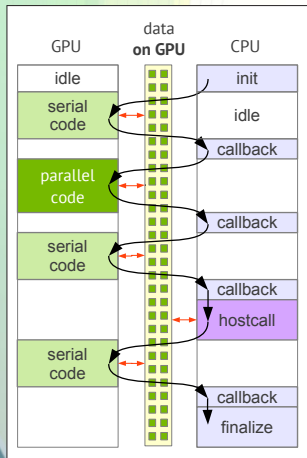 GPU
data
on GPU
CPU
idle
init
serial
code
idle
callback
parallel
code
callback
serial
code
callback
hostcall
serial
code
callback
finalize